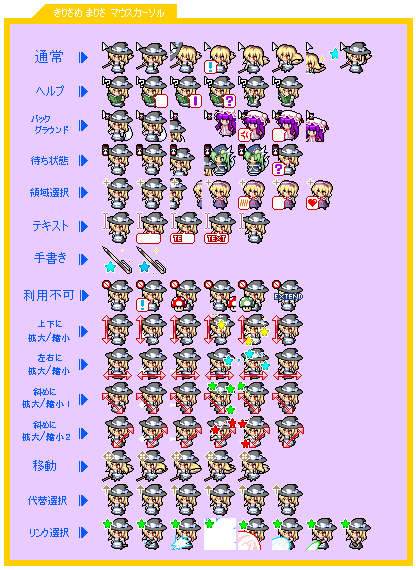 きりさめ まりさ マウスカーソル
通常
!
ヘルプ
! ?
バック
グラウンド
待ち状態
?
領域選択
テキスト
TE TEXT
手書き
利用不可
! EXTEND
上下に
拡大/縮小
左右に
拡大/縮小
斜めに
拡大/縮小1
斜めに
拡大/縮小2
移動
代替選択
リンク選択